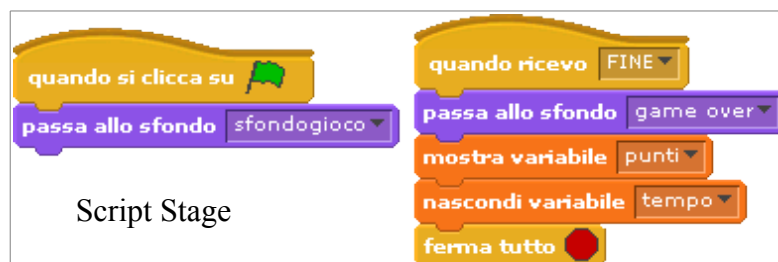 quando si clicca su
passa allo sfondo sfondogioco
Script Stage
quando ricevo FINE
passa allo sfondo game over
mostra variabile punti
nascondi variabile tempo
ferma tutto